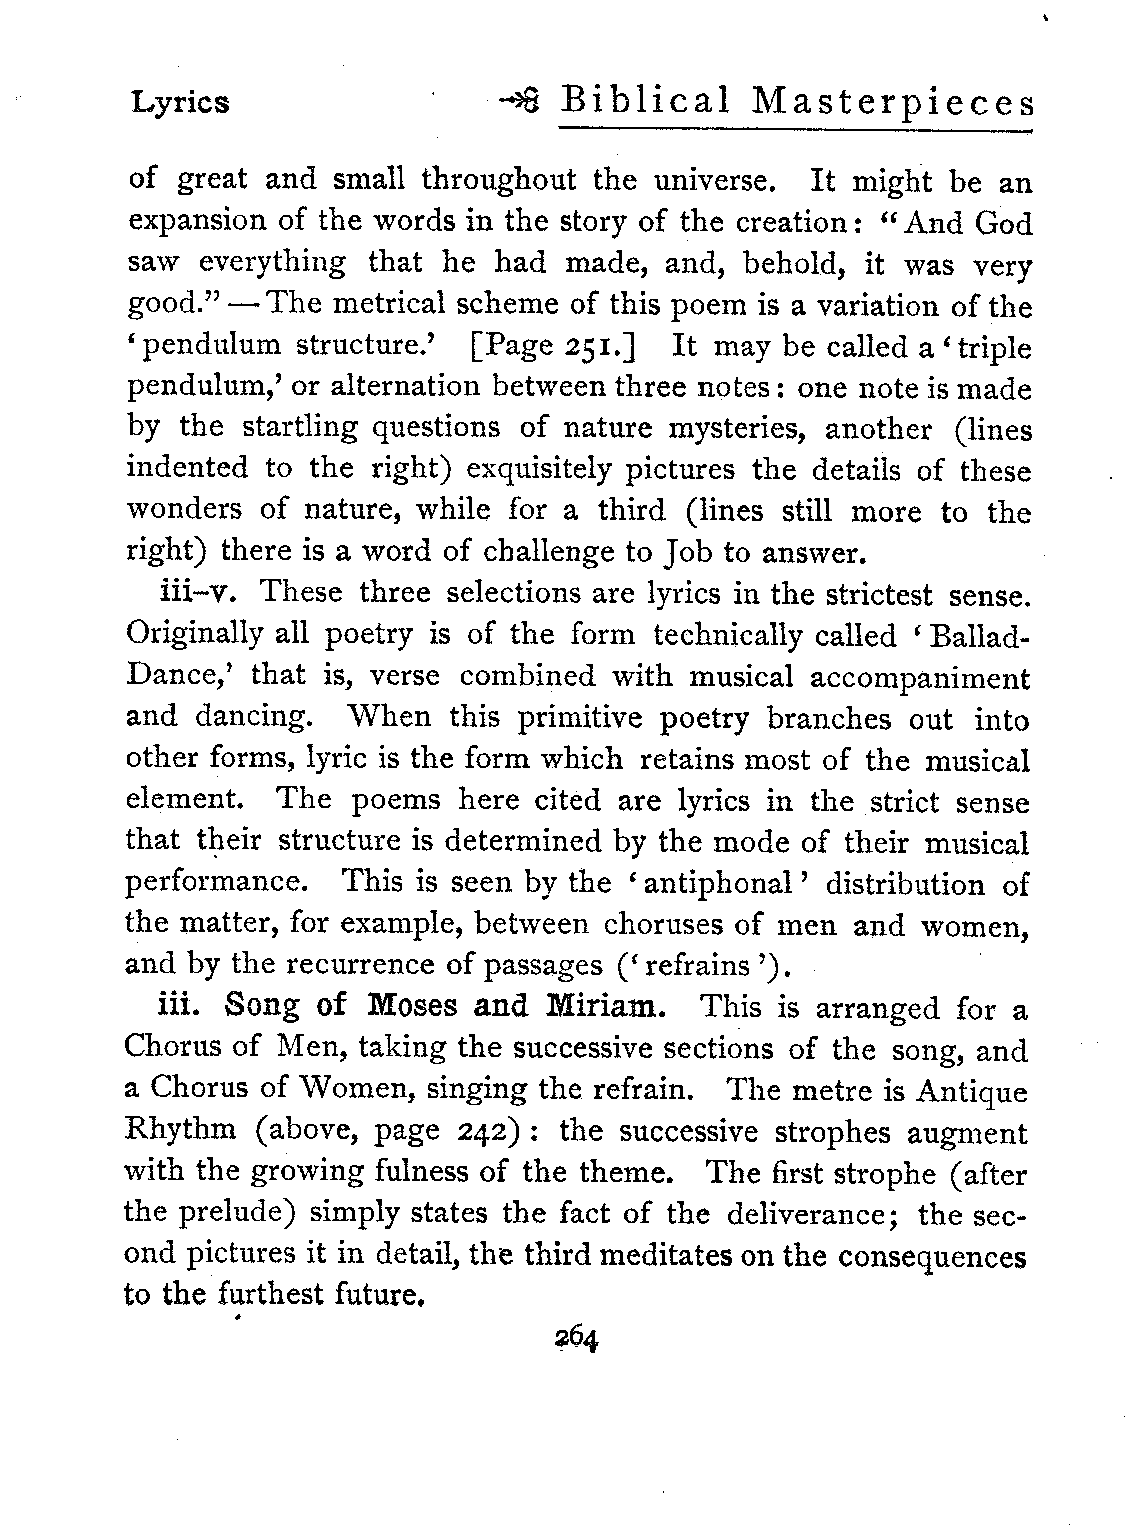 Lyrics Biblical Masterpieces
of great and small throughout the universe. It might be an
expansion of the words in the story of the creation: “And God
saw everything that he had made, and, behold, it was very
good.” — The metrical scheme of this poem is a variation of the
‘pendulum structure.’ [Page 251.] It may be called a ‘triple
pendulum,’ or alternation between three notes: one note is made
by the startling questions of nature mysteries, another (lines
indented to the right) exquisitely pictures the details of these
wonders of nature, while for a third (lines still more to the
right) there is a word of challenge to Job to answer.
iii–v. These three selections are lyrics in the strictest sense.
Originally all poetry is of the form technically called ‘Ballad-
Dance,’ that is, verse combined with musical accompaniment
and dancing. When this primitive poetry branches out into
other forms, lyric is the form which retains most of the musical
element. The poems here cited are lyrics in the strict sense
that their structure is determined by the mode of their musical
performance. This is seen by the ‘antiphonal’ distribution of
the matter, for example, between choruses of men and women,
and by the recurrence of passages (‘refrains’).
iii. Song of Moses and Miriam. This is arranged for a
Chorus of Men, taking the successive sections of the song, and
a Chorus of Women, singing the refrain. The metre is Antique
Rhythm (above, page 242): the successive strophes augment
with the growing fulness of the theme. The first strophe (after
the prelude) simply states the fact of the deliverance; the sec-
ond pictures it in detail, the third meditates on the consequences
to the furthest future.
264